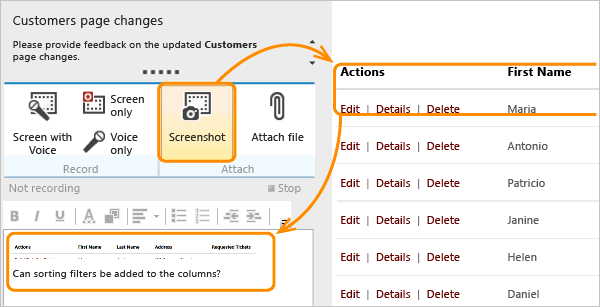 Customers page changes
Please provide feedback on the updated Customers
page changes.
Screen with
Voice
Screen
only
Voice
only
Screenshot
Attach file
Record
Attach
Not recording
Stop
B I U A
Actions First Name Last Name Address Requested Tickets
Can sorting filters be added to the columns?
Actions First Name
Edit | Details | Delete Maria
Edit | Details | Delete Antonio
Edit | Details | Delete Patricio
Edit | Details | Delete Janine
Edit | Details | Delete Helen
Edit | Details | Delete Daniel